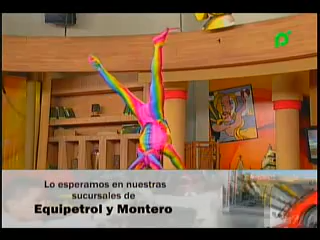 Lo esperamos en nuestras
sucursales de
Equipetrol y Montero